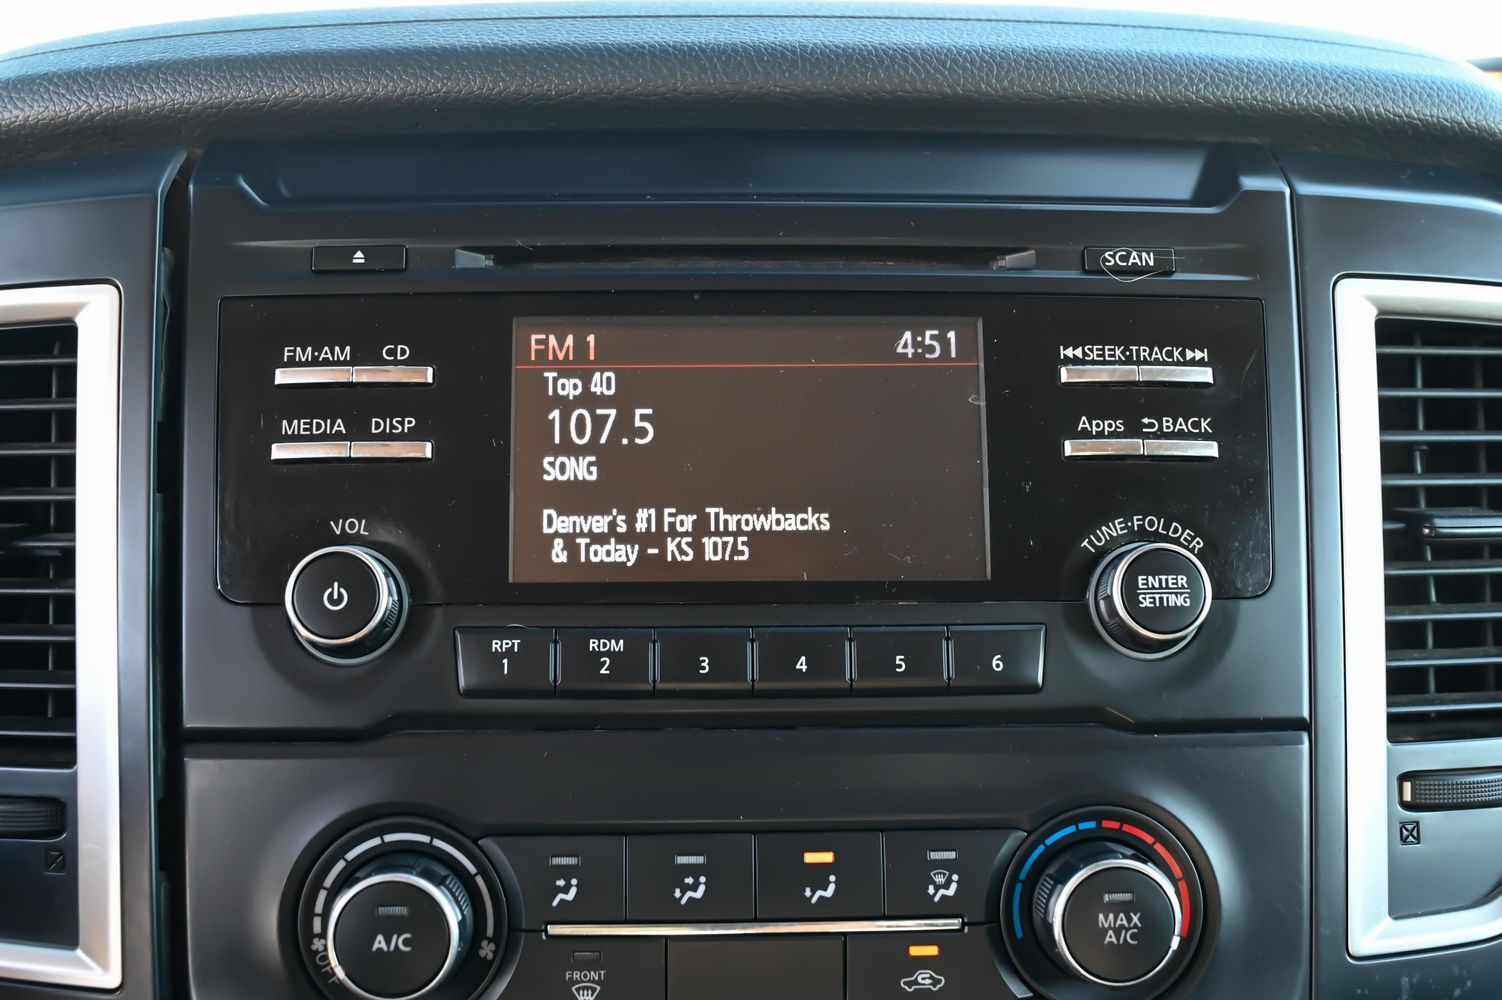 SCAN
FM·AM CD
SEEK·TRACK
MEDIA DISP
Apps BACK
FM 1 4:51
Top 40
107.5
SONG
Denver's #1 For Throwbacks
& Today - KS 107.5
VOL
TUNE·FOLDER
ENTER
SETTING
RPT
1
RDM
2
3
4
5
6
A/C
OFF
MAX
A/C
FRONT